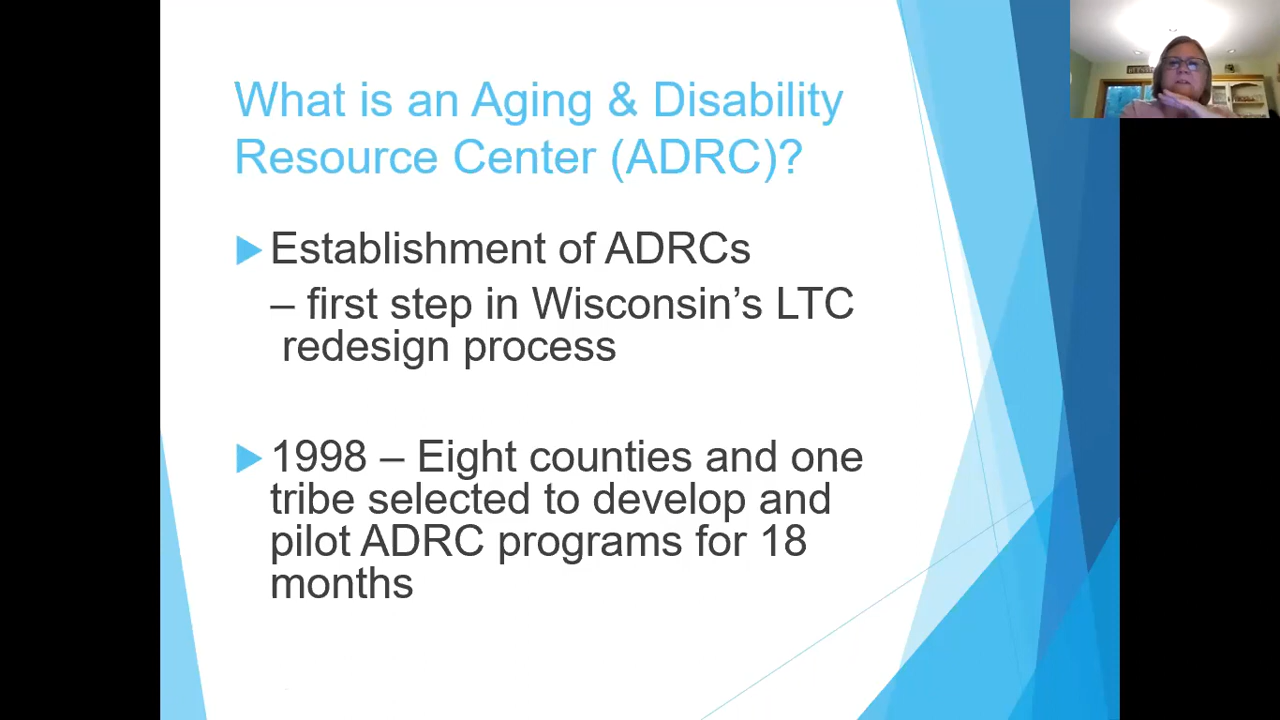 What is an Aging & Disability
Resource Center (ADRC)?
Establishment of ADRCs
– first step in Wisconsin’s LTC
redesign process
1998 – Eight counties and one
tribe selected to develop and
pilot ADRC programs for 18
months